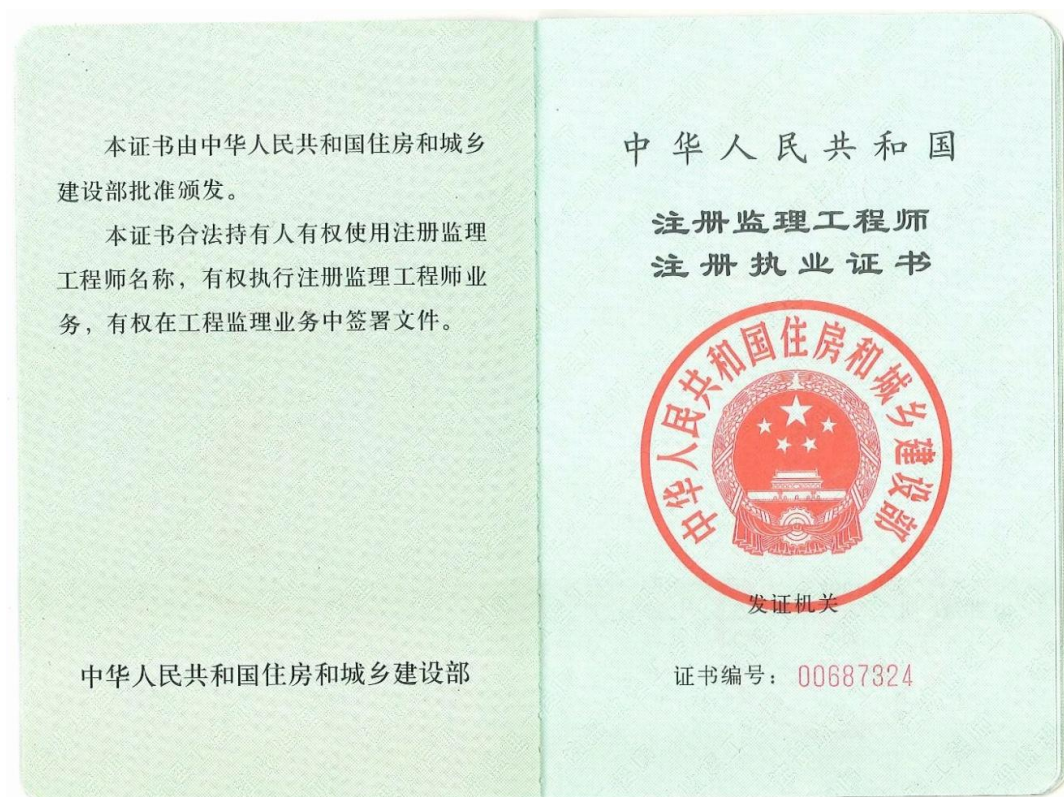 本证书由中华人民共和国住房和城乡
建设部批准颁发。
本证书合法持有人有权使用注册监理
工程师名称，有权执行注册监理工程师业
务，有权在工程监理业务中签署文件。
中华人民共和国住房和城乡建设部
中华人民共和国
注册监理工程师
注册执业证书
中华人民共和国住房和城乡建设部
发证机关
证书编号：00687324